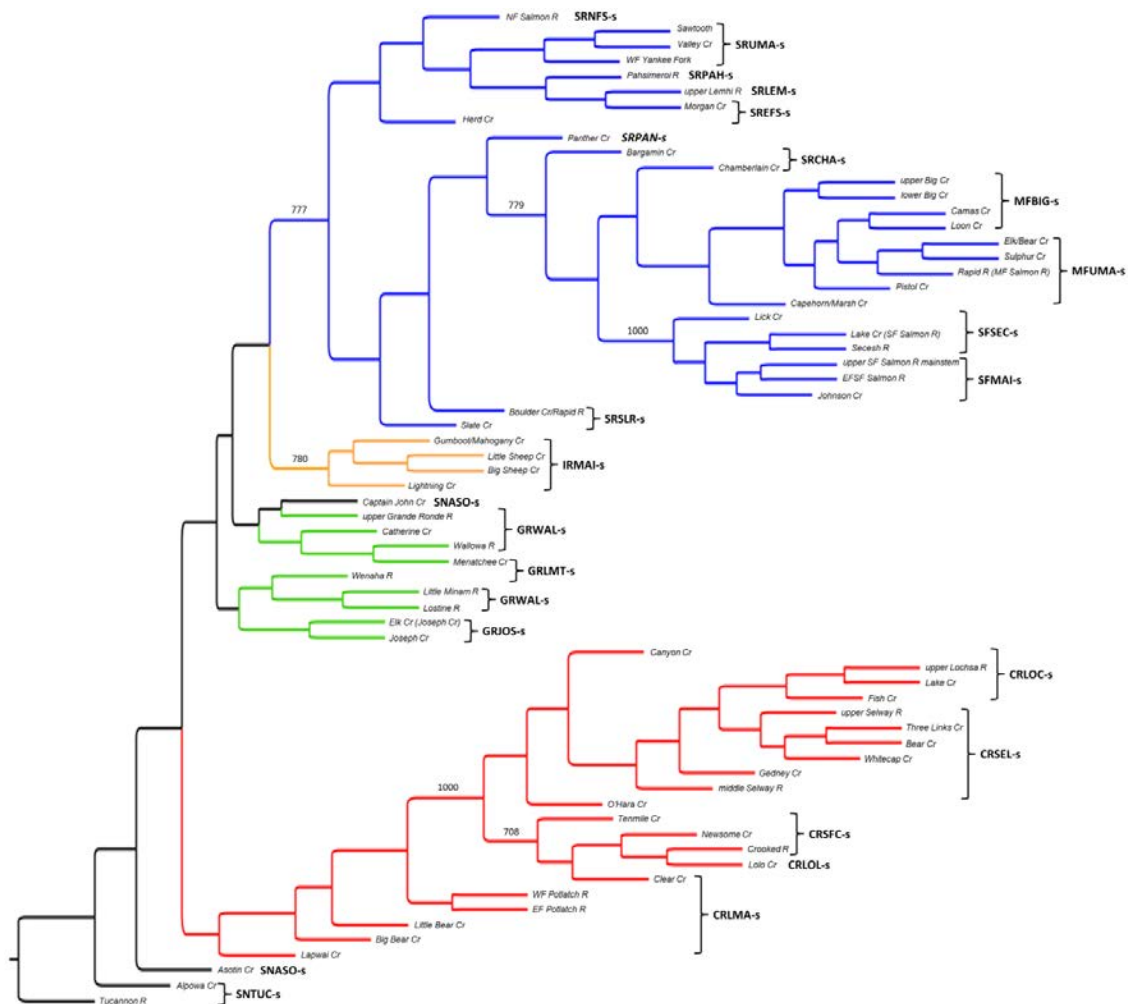 NF Salmon R SRNFS-s
Sawtooth
Valley Cr SRUMA-s
WF Yankee Fork
Pahsimeroi R SRPAH-s
upper Lemhi R SRLEM-s
Morgan Cr SREFS-s
Herd Cr
Panther Cr SRPAN-s
Bargamin Cr
SRCHA-s
Chamberlain Cr
upper Big Cr
lower Big Cr
MFBIG-s
777
779
Camas Cr
Loon Cr
Elk/Bear Cr
Sulphur Cr
MFUMA-s
Rapid R (MF Salmon R)
Pistol Cr
Capehorn/Marsh Cr
Lick Cr
1000
Lake Cr (SF Salmon R) SFSEC-s
Secesh R
upper SF Salmon R mainstem
EFSF Salmon R SFMAI-s
Johnson Cr
Boulder Cr/Rapid R
SRSLR-s
Slate Cr
Gumboot/Mahogany Cr
Little Sheep Cr
780
IRMAI-s
Big Sheep Cr
Lightning Cr
Captain John Cr SNASO-s
upper Grande Ronde R
Catherine Cr GRWAL-s
Wallowa R
Menatchee Cr
GRLMT-s
Wenaha R
Little Minam R
GRWAL-s
Lostine R
Elk Cr (Joseph Cr)
GRJOS-s
Joseph Cr
Canyon Cr
upper Lochsa R
CRLOC-s
Lake Cr
Fish Cr
upper Selway R
Three Links Cr
Bear Cr
CRSEL-s
Whitecap Cr
Gedney Cr
middle Selway R
1000
O'Hara Cr
Tenmile Cr
708
Newsome Cr CRSFC-s
Crooked R
Lolo Cr CRLOL-s
Clear Cr
WF Potlatch R
EF Potlatch R
CRLMA-s
Little Bear Cr
Big Bear Cr
Lapwai Cr
Asotin Cr SNASO-s
Alpowa Cr
SNTUC-s
Tucannon R